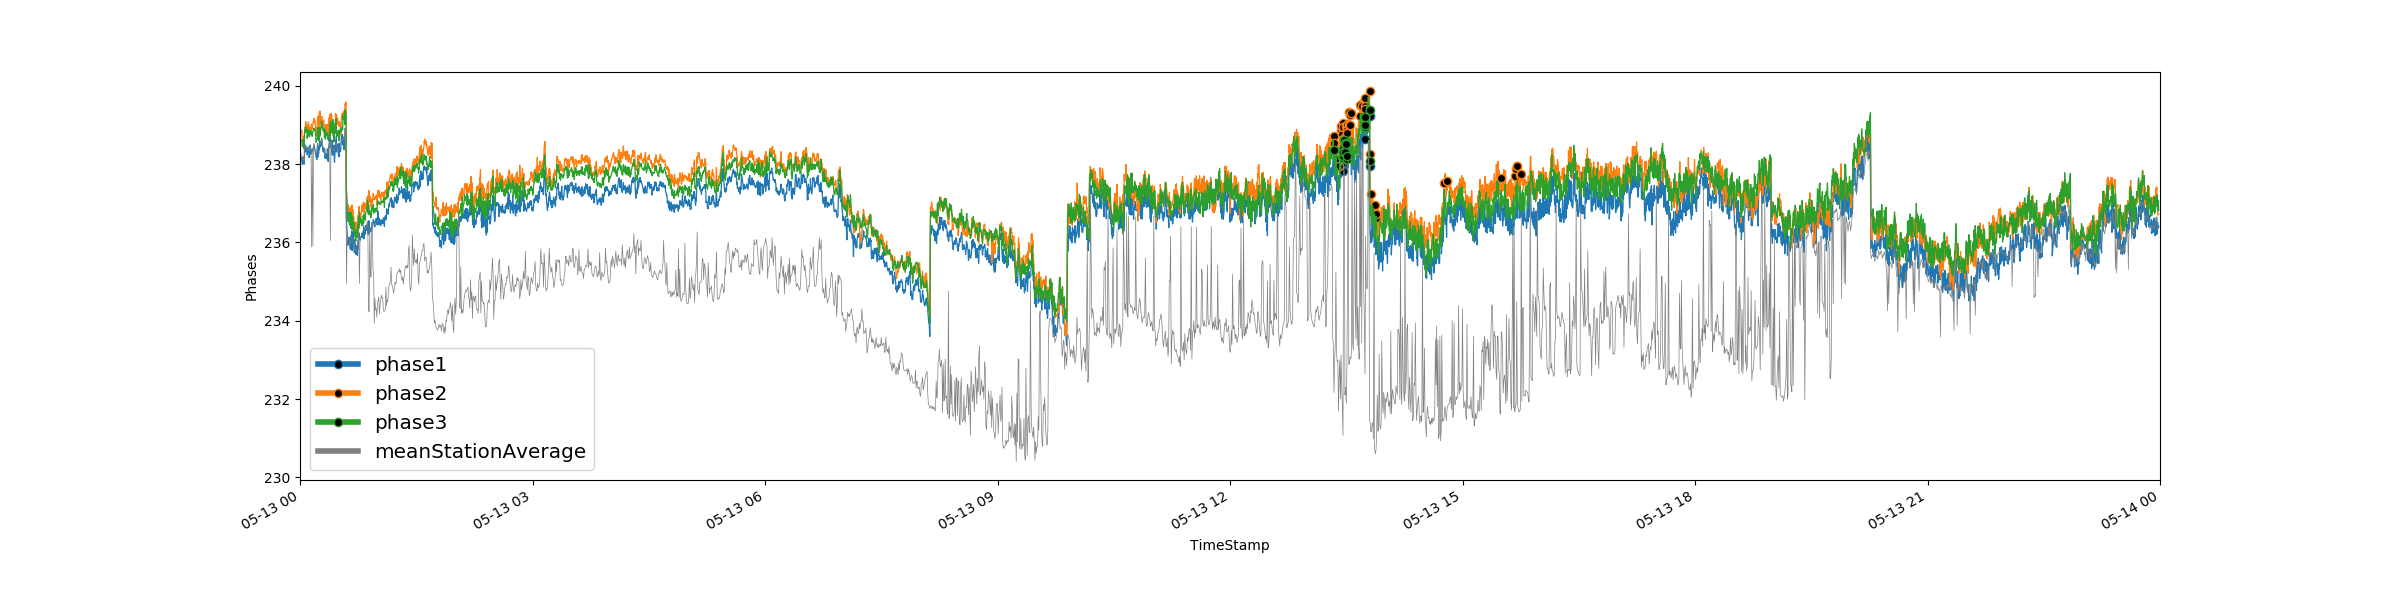 240
238
236
234
232
230
Phases
phase1
phase2
phase3
meanStationAverage
05-13 00
05-13 03
05-13 06
05-13 09
05-13 12
05-13 15
05-13 18
05-13 21
05-14 00
TimeStamp